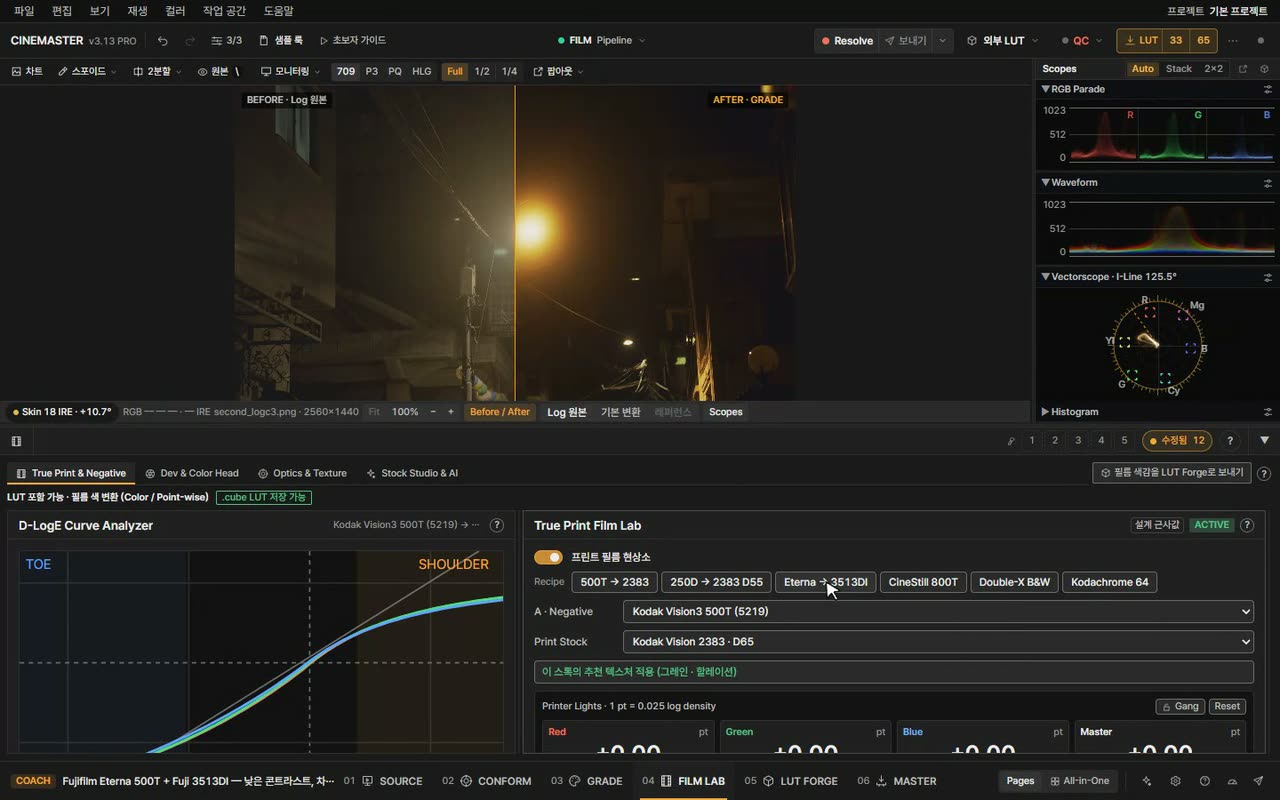 파일 편집 보기 재생 컬러 작업 공간 도움말 프로젝트 기본 프로젝트
CINEMASTER v3.13 PRO 3/3 샘플 룩 초보자 가이드 FILM Pipeline Resolve 보내기 외부 LUT QC LUT 33 65
차트 스포이드 2분할 원본 모니터링 709 P3 PQ HLG Full 1/2 1/4 팝아웃
Scopes Auto Stack 2×2
BEFORE · Log 원본 AFTER · GRADE
RGB Parade
1023
512
0
R G B
Waveform
1023
512
0
Vectorscope · I-Line 125.5°
R Mg B Cy G Yl
Histogram
Skin 18 IRE · +10.7° RGB — — — · — IRE second_logc3.png · 2560×1440 Fit 100% − + Before / After Log 원본 기본 변환 레퍼런스 Scopes
1 2 3 4 5 수정됨 12 ?
True Print & Negative Dev & Color Head Optics & Texture Stock Studio & AI 필름 색감을 LUT Forge로 보내기 ?
LUT 포함 가능 · 필름 색 변환 (Color / Point-wise) .cube LUT 저장 가능
D-LogE Curve Analyzer Kodak Vision3 500T (5219) → ··· ?
TOE SHOULDER
True Print Film Lab 설계 근사값 ACTIVE ?
프린트 필름 현상소
Recipe 500T → 2383 250D → 2383 D55 Eterna → 3513DI CineStill 800T Double-X B&W Kodachrome 64
A · Negative Kodak Vision3 500T (5219)
Print Stock Kodak Vision 2383 · D65
이 스톡의 추천 텍스처 적용 (그레인 · 할레이션)
Printer Lights · 1 pt = 0.025 log density Gang Reset
Red pt Green pt Blue pt Master pt
+0.00 +0.00 +0.00 +0.00
COACH Fujifilm Eterna 500T + Fuji 3513DI — 낮은 콘트라스트, 차··· 01 SOURCE 02 CONFORM 03 GRADE 04 FILM LAB 05 LUT FORGE 06 MASTER Pages All-in-One